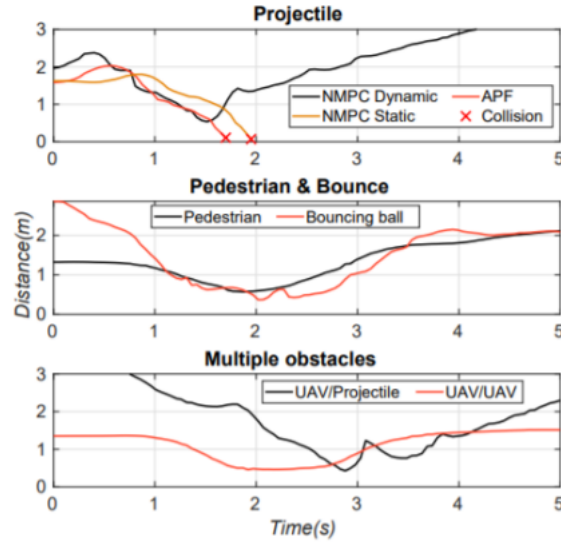 Projectile
3
2
1
0
NMPC Dynamic
APF
NMPC Static
Collision
0 1 2 3 4 5
Pedestrian & Bounce
Distance(m)
2
1
0
Pedestrian
Bouncing ball
0 1 2 3 4 5
Multiple obstacles
3
2
1
0
UAV/Projectile
UAV/UAV
0 1 2 3 4 5
Time(s)